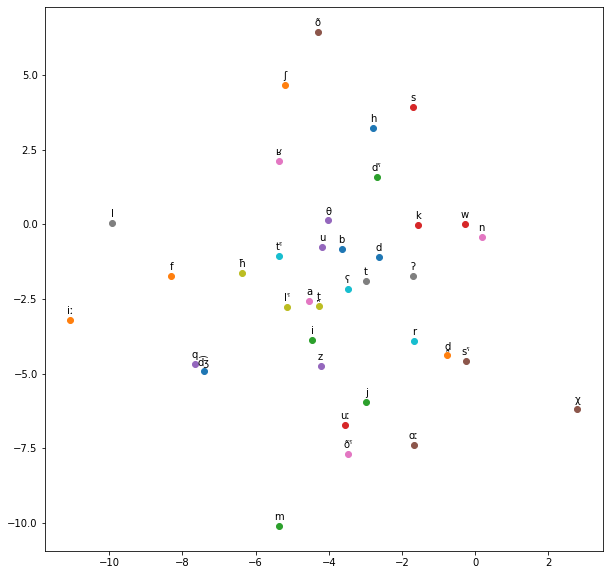 ð
ʃ
s
h
ʁ
dˤ
θ
l
k
w
n
u
b
d
tˤ
ħ
f
t
ʔ
ʕ
a
t̪
lˤ
iː
i
r
d̪
sˤ
z
q
d͡ʒ
j
χ
uː
ɑː
ðˤ
m
5.0
2.5
0.0
−2.5
−5.0
−7.5
−10.0
−10 −8 −6 −4 −2 0 2